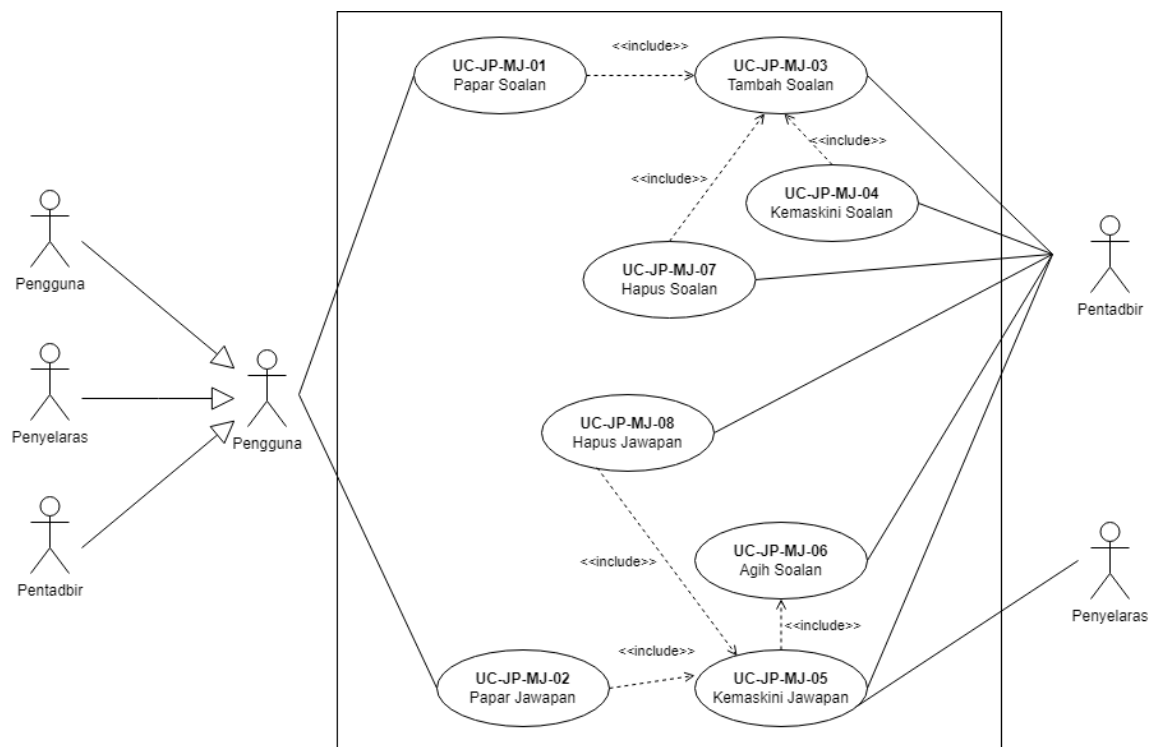 <<include>>
UC-JP-MJ-01
Papar Soalan
UC-JP-MJ-03
Tambah Soalan
<<include>>
<<include>>
UC-JP-MJ-04
Kemaskini Soalan
UC-JP-MJ-07
Hapus Soalan
Pengguna
Pentadbir
Penyelaras
Pengguna
UC-JP-MJ-08
Hapus Jawapan
Pentadbir
<<include>>
UC-JP-MJ-06
Agih Soalan
Penyelaras
<<include>>
<<include>>
UC-JP-MJ-02
Papar Jawapan
UC-JP-MJ-05
Kemaskini Jawapan